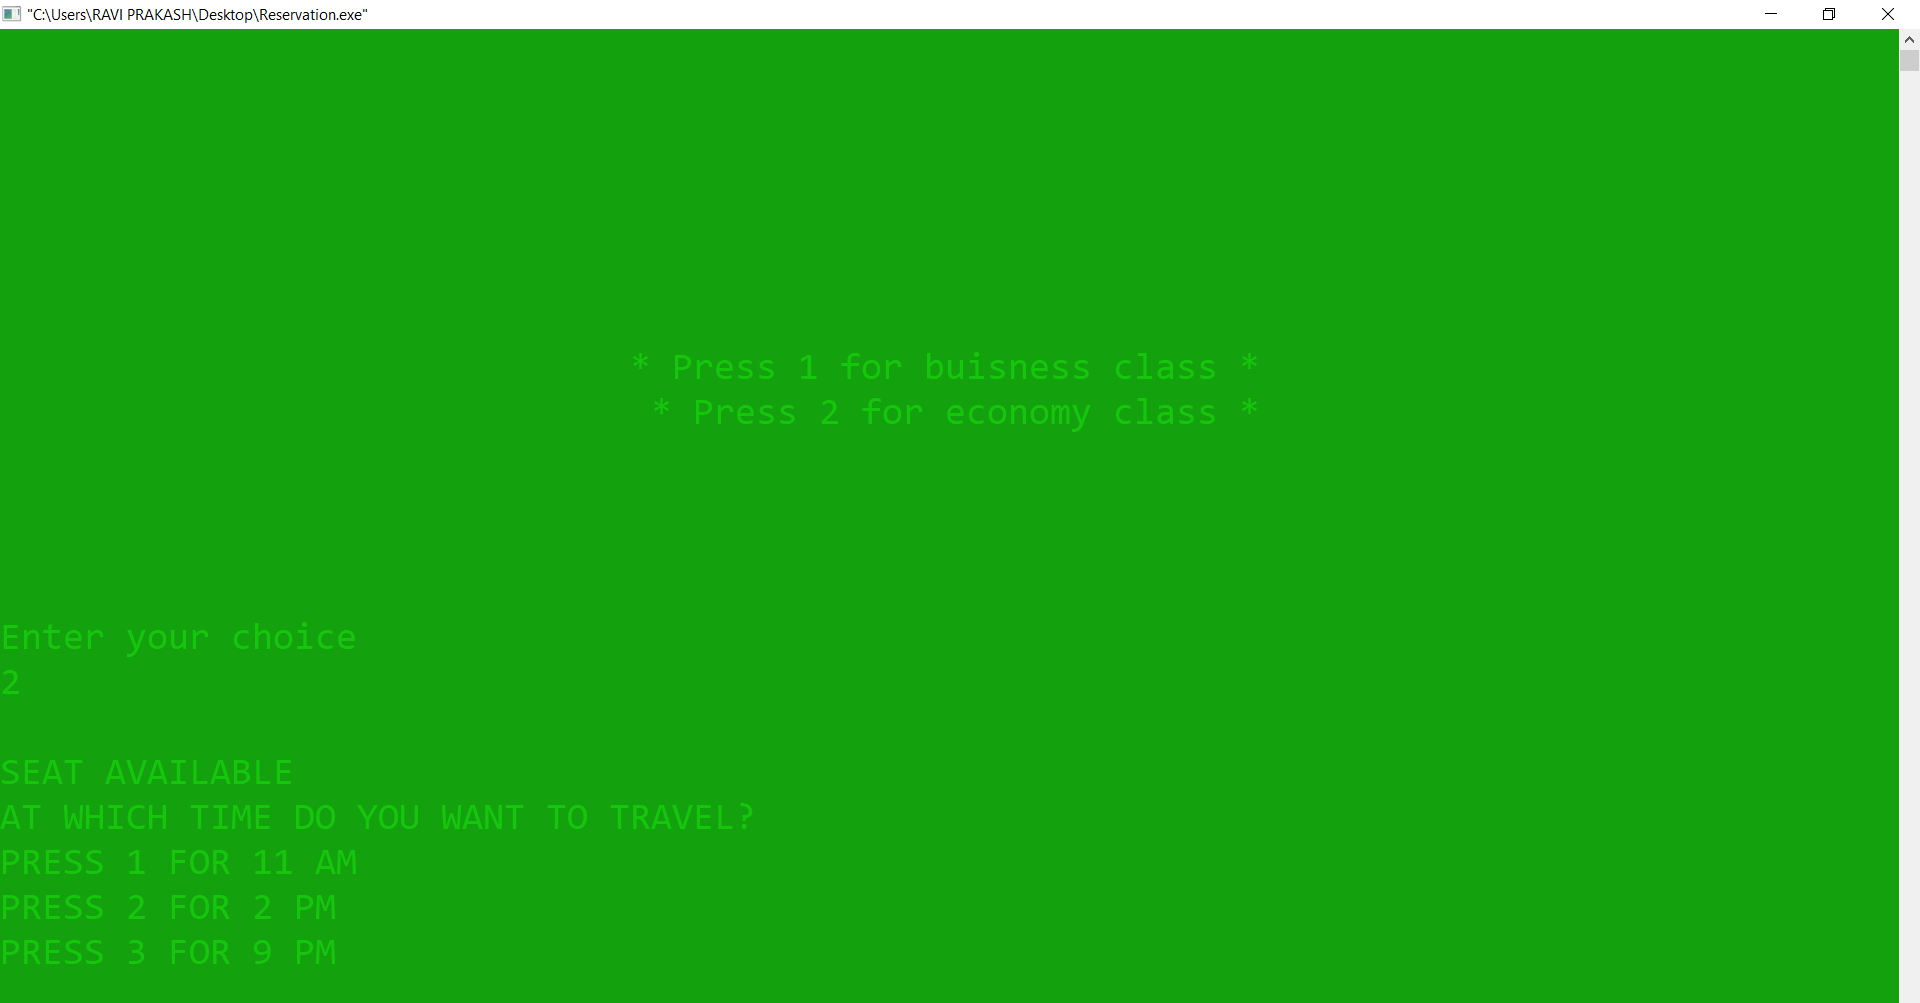 "C:\Users\RAVI PRAKASH\Desktop\Reservation.exe"
* Press 1 for buisness class *
* Press 2 for economy class *
Enter your choice
2
SEAT AVAILABLE
AT WHICH TIME DO YOU WANT TO TRAVEL?
PRESS 1 FOR 11 AM
PRESS 2 FOR 2 PM
PRESS 3 FOR 9 PM